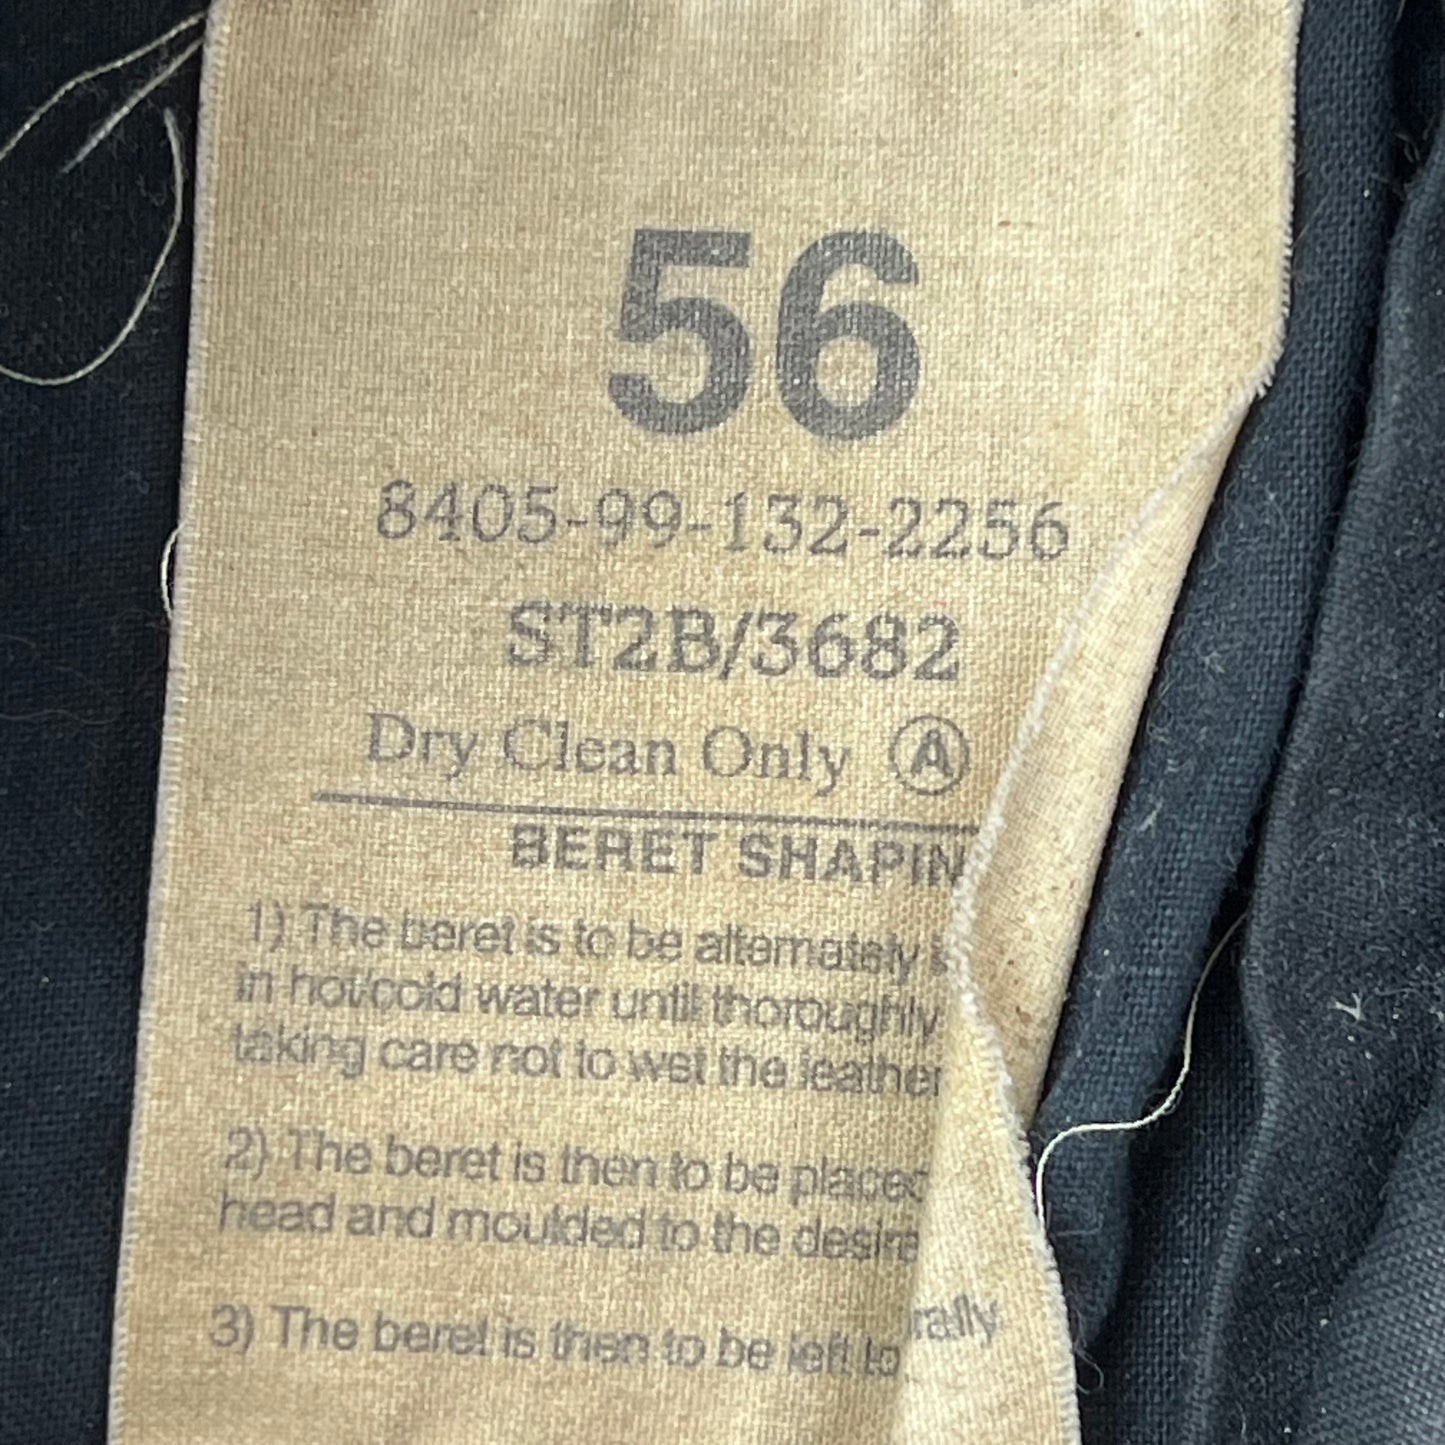 56
8405-99-132-2256
ST2B/3682
Dry Clean Only Ⓐ
BERET SHAPIN
1) The beret is to be alternately
in hot/cold water until thoroughly
taking care not to wet the leather
2) The beret is then to be placed
head and moulded to the desire
3) The beret is then to be left to rally